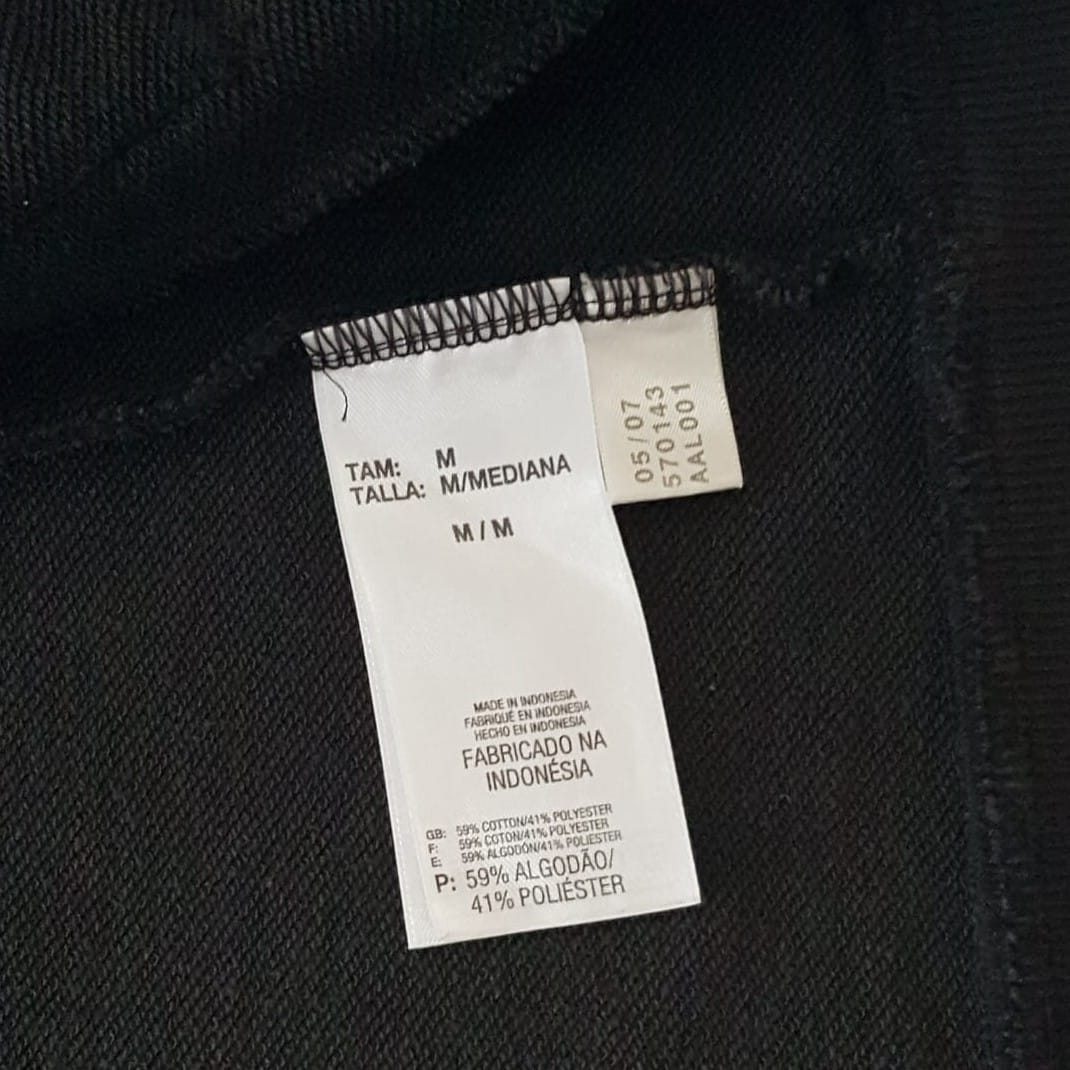 TAM: M
TALLA: M/MEDIANA
M / M
MADE IN INDONESIA
FABRIQUÉ EN INDONESIA
HECHO EN INDONESIA
FABRICADO NA
INDONÉSIA
GB: 59% COTTON/41% POLYESTER
F: 59% COTON/41% POLYESTER
E: 59% ALGODÓN/41% POLIESTER
P: 59% ALGODÃO/
41% POLIÉSTER
05/07
570143
AAL001